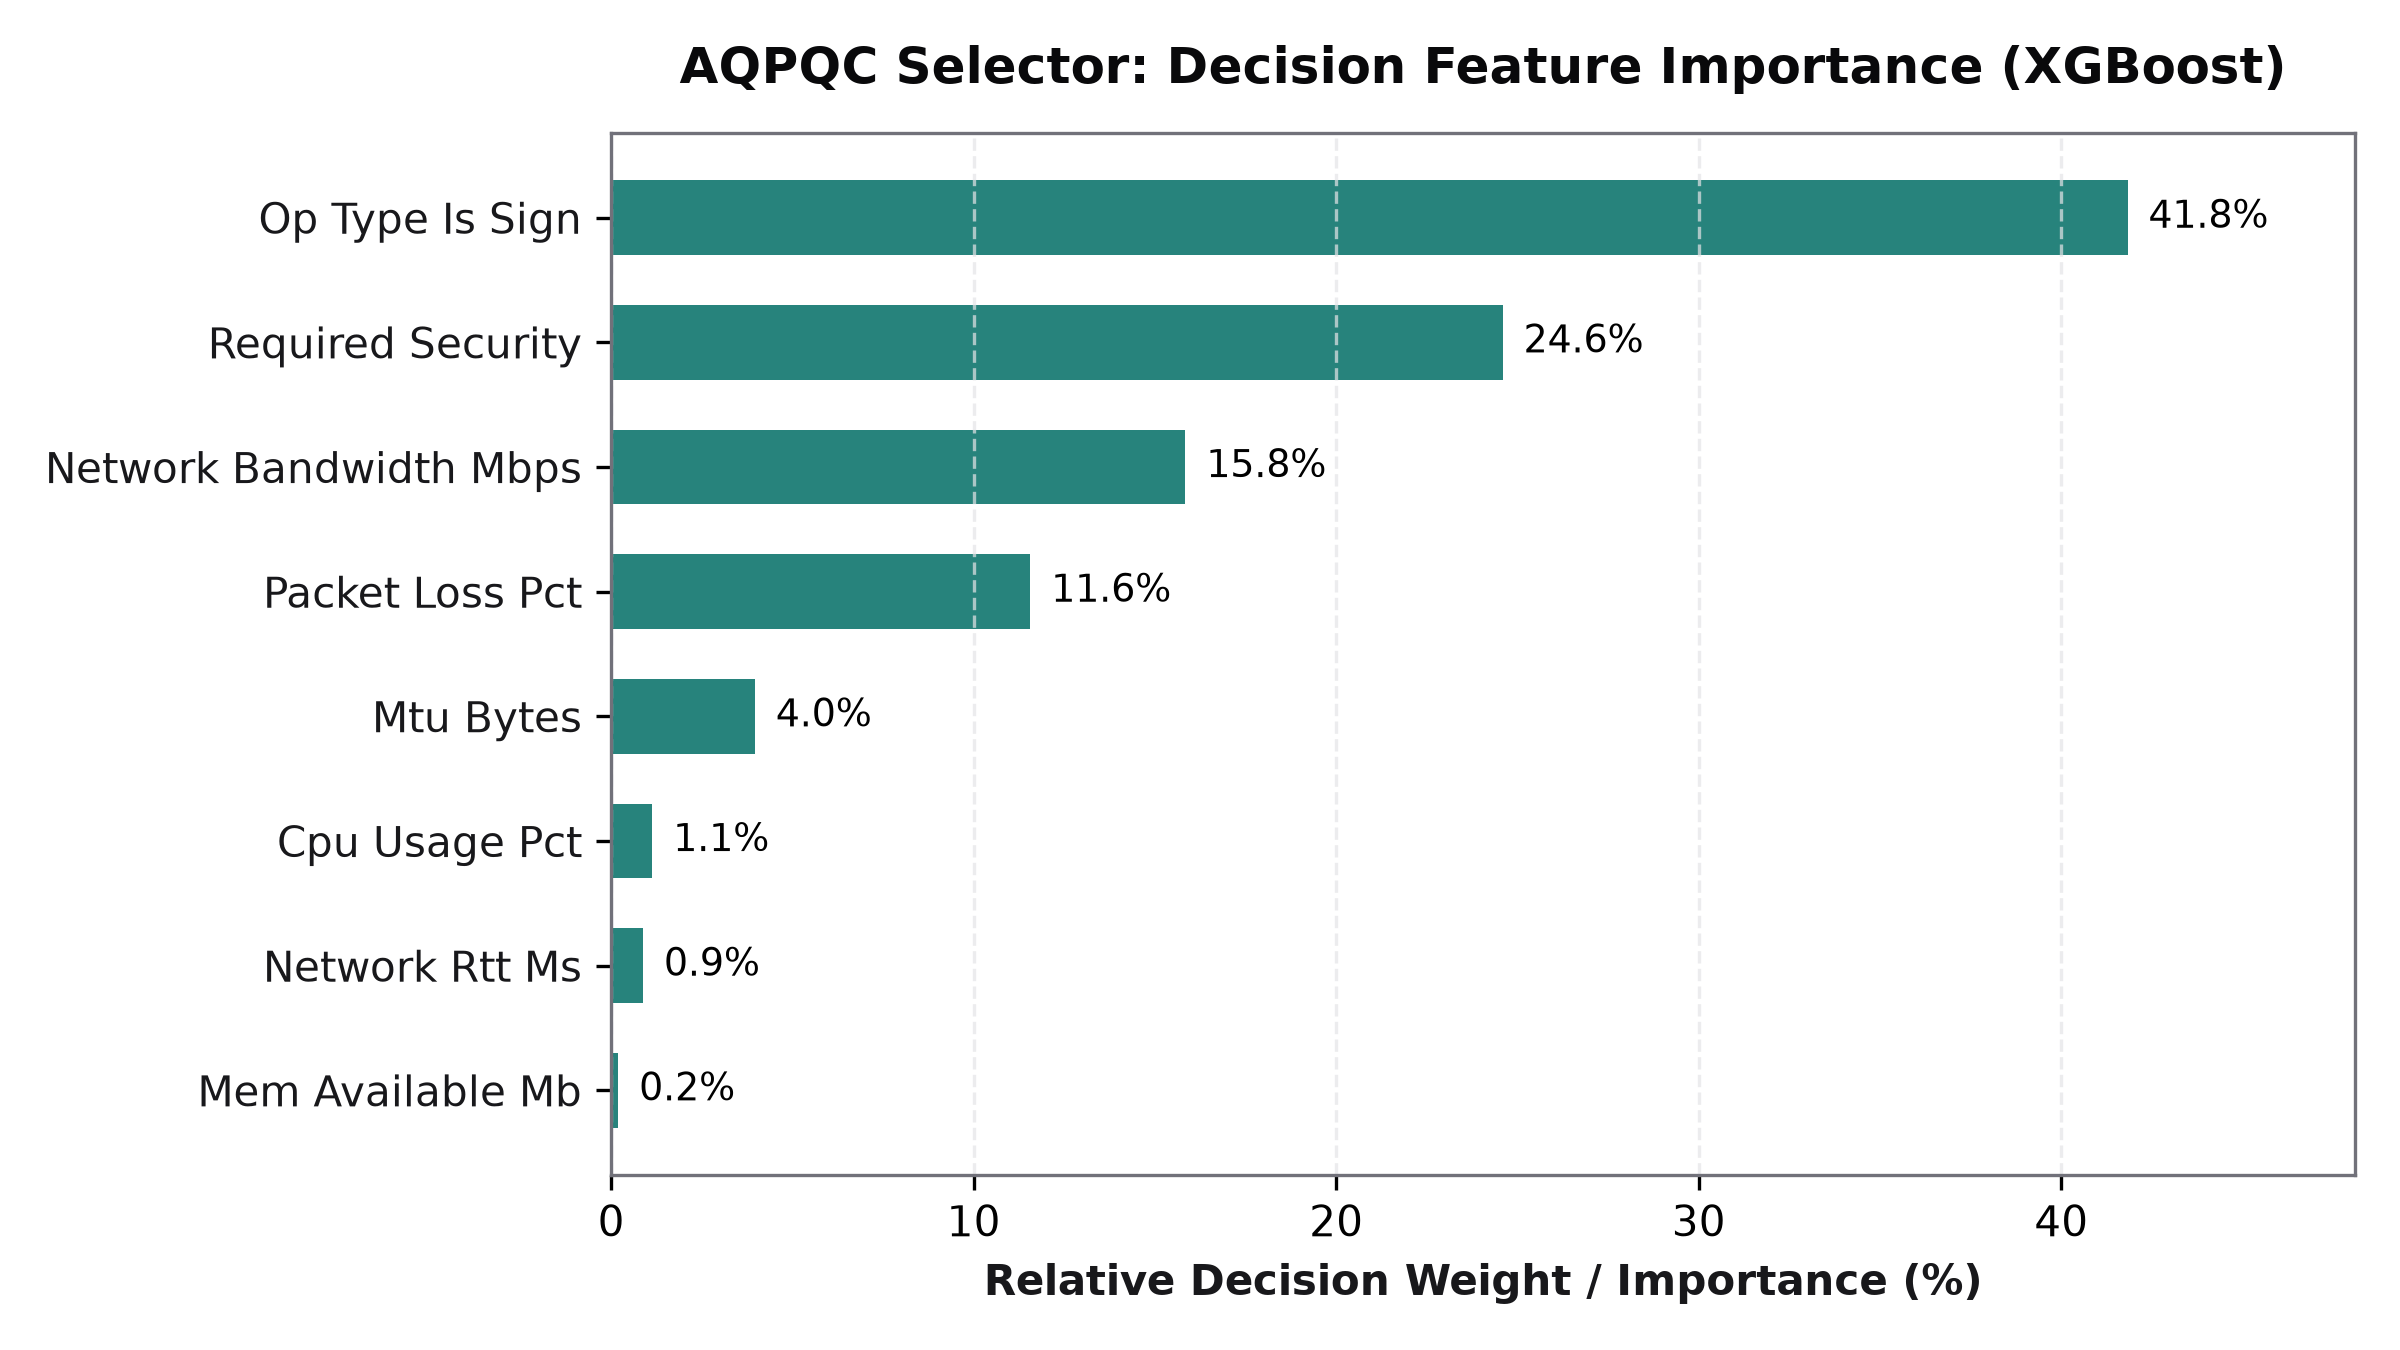 AQPQC Selector: Decision Feature Importance (XGBoost)
Op Type Is Sign 41.8%
Required Security 24.6%
Network Bandwidth Mbps 15.8%
Packet Loss Pct 11.6%
Mtu Bytes 4.0%
Cpu Usage Pct 1.1%
Network Rtt Ms 0.9%
Mem Available Mb 0.2%
0 10 20 30 40
Relative Decision Weight / Importance (%)